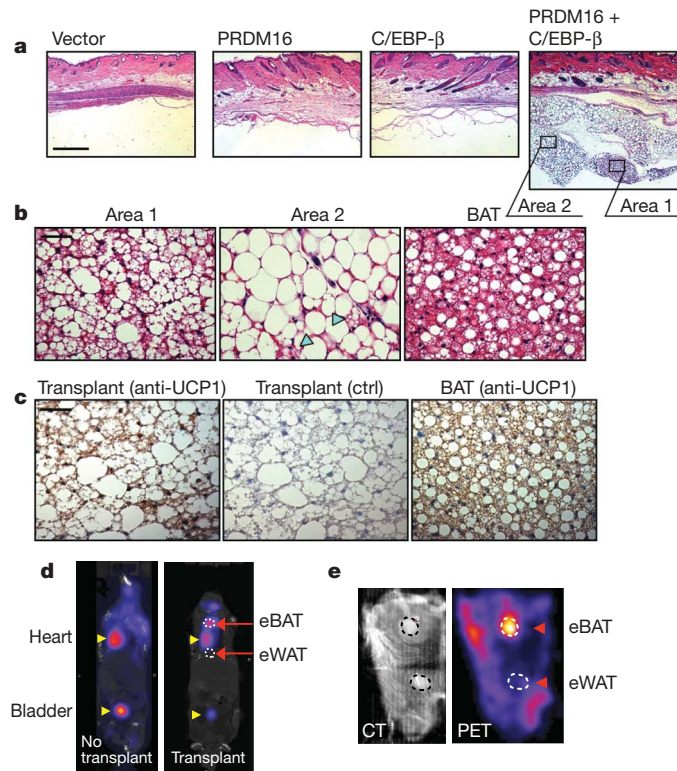 a
Vector
PRDM16
C/EBP-β
PRDM16 +
C/EBP-β
Area 2
Area 1
b
Area 1
Area 2
BAT
c
Transplant (anti-UCP1)
Transplant (ctrl)
BAT (anti-UCP1)
d
Heart
Bladder
No
transplant
Transplant
eBAT
eWAT
e
CT
PET
eBAT
eWAT